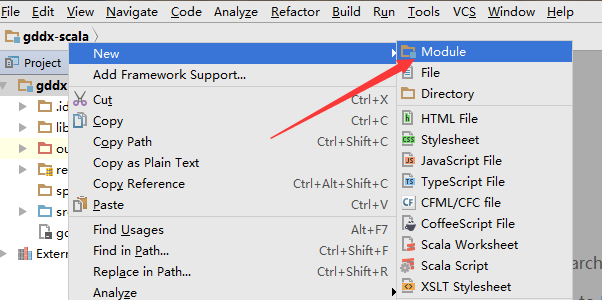 File Edit View Navigate Code Analyze Refactor Build Run Tools VCS Window Help
gddx-scala
Project
gddx
.id
lib
ou
re
sp
sr
Extern
New
Add Framework Support...
Cut Ctrl+X
Copy Ctrl+C
Copy Path Ctrl+Shift+C
Copy as Plain Text
Copy Reference Ctrl+Alt+Shift+C
Paste Ctrl+V
Find Usages Alt+F7
Find in Path... Ctrl+Shift+F
Replace in Path... Ctrl+Shift+R
Analyze
Module
File
Directory
HTML File
Stylesheet
JavaScript File
TypeScript File
CFML/CFC file
CoffeeScript File
Scala Worksheet
Scala Script
XSLT Stylesheet
arch